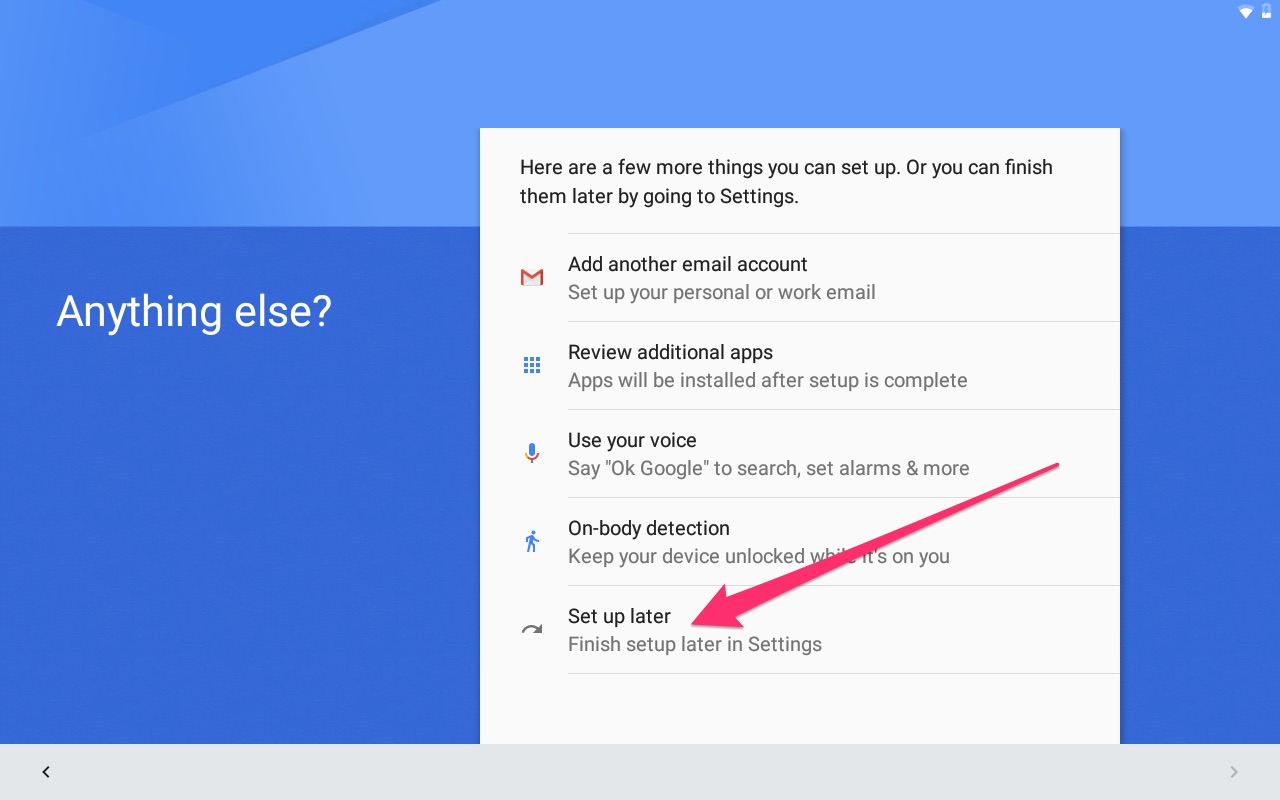 Here are a few more things you can set up. Or you can finish
them later by going to Settings.
Anything else?
Add another email account
Set up your personal or work email
Review additional apps
Apps will be installed after setup is complete
Use your voice
Say "Ok Google" to search, set alarms & more
On-body detection
Keep your device unlocked while it's on you
Set up later
Finish setup later in Settings